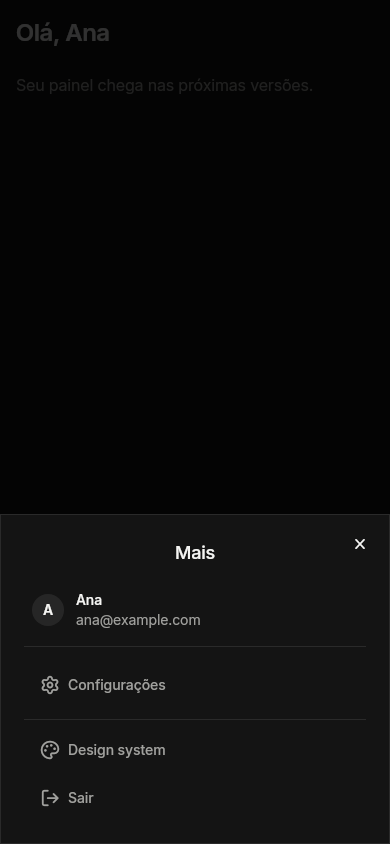 Olá, Ana
Seu painel chega nas próximas versões.
Mais
A
Ana
ana@example.com
Configurações
Design system
Sair